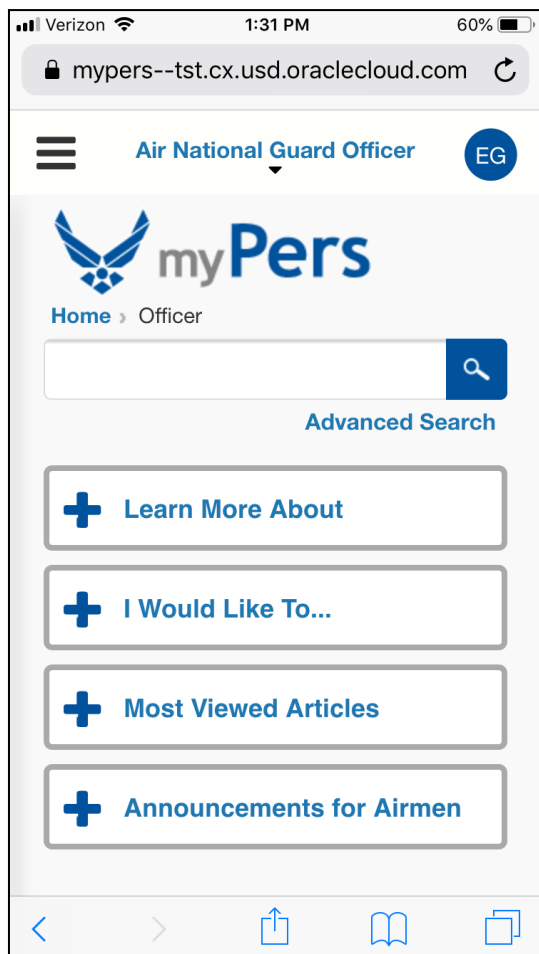 Verizon 1:31 PM 60%
mypers--tst.cx.usd.oraclecloud.com
Air National Guard Officer EG
myPers
Home › Officer
Advanced Search
Learn More About
I Would Like To...
Most Viewed Articles
Announcements for Airmen